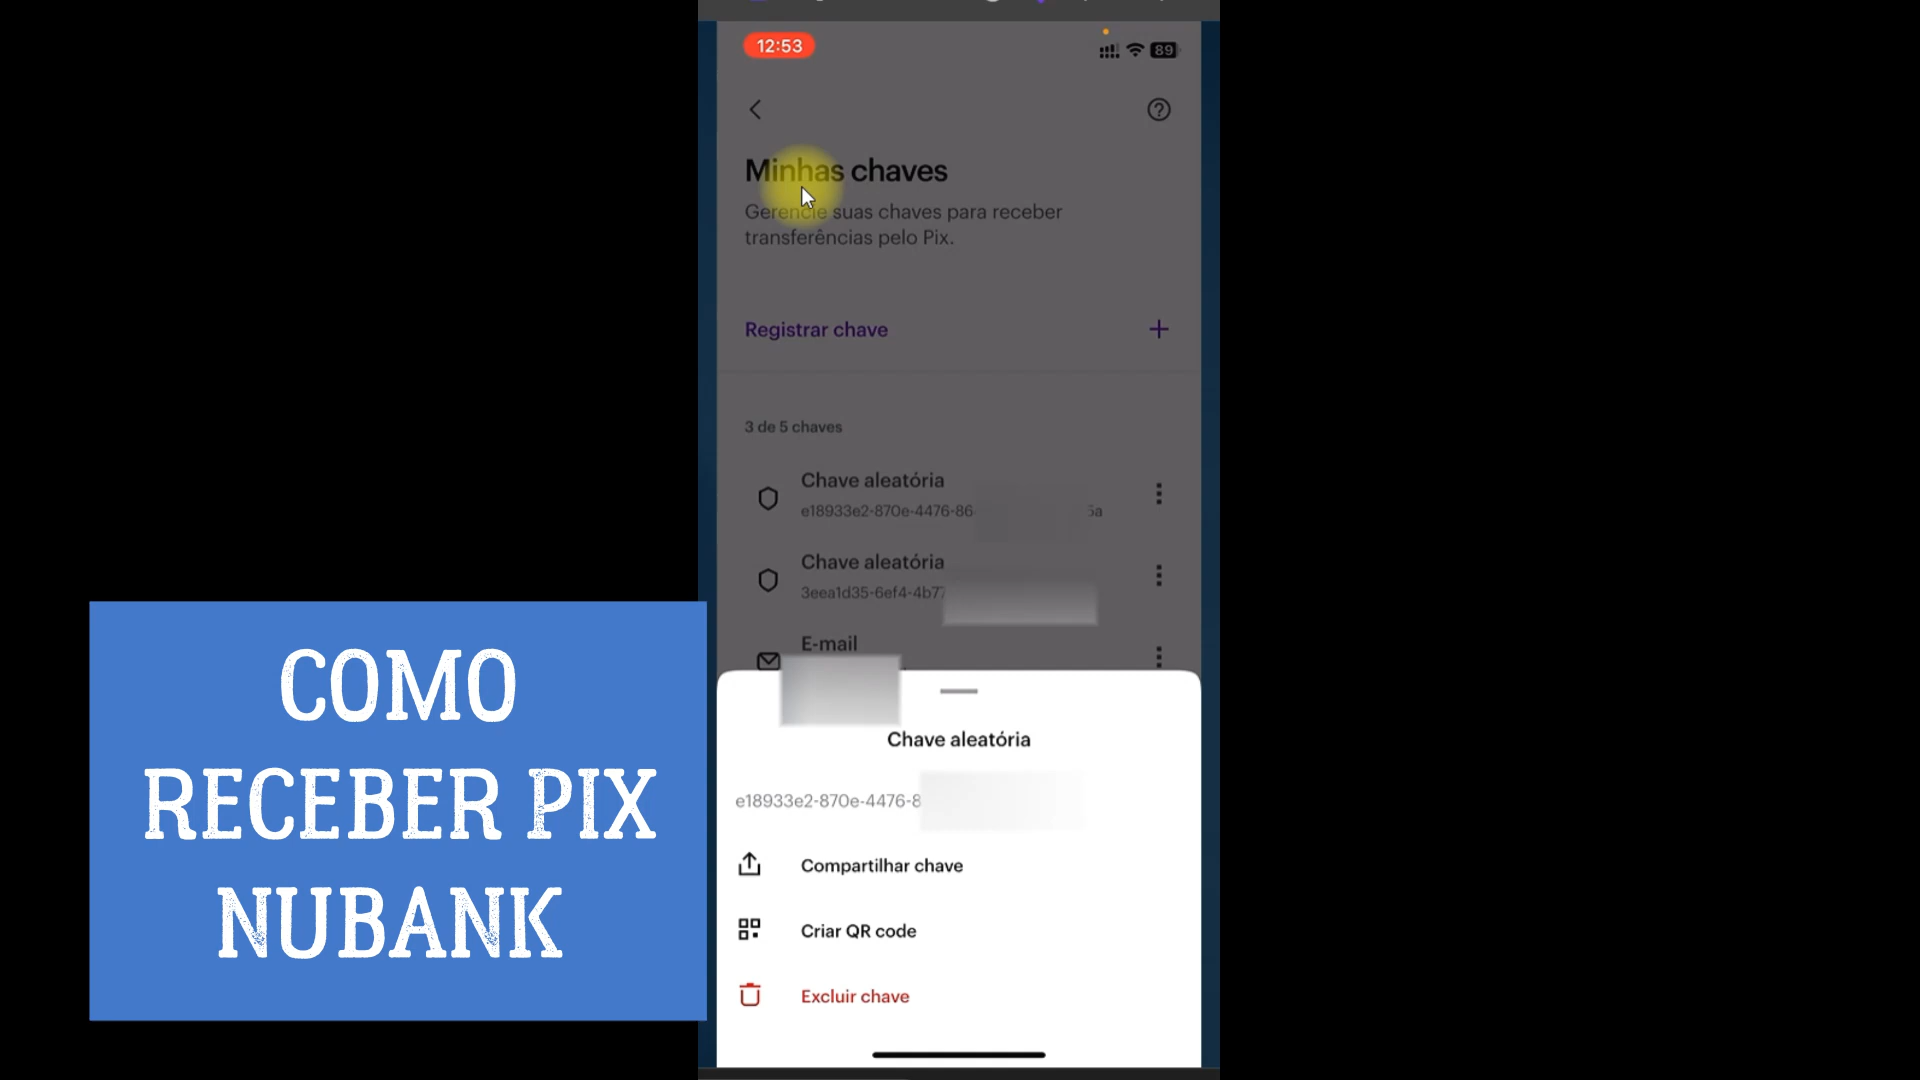 12:53
89
Minhas chaves
Gerencie suas chaves para receber
transferências pelo Pix.
Registrar chave
3 de 5 chaves
Chave aleatória
e18933e2-870e-4476-86
5a
Chave aleatória
3eea1d35-6ef4-4b77
E-mail
Chave aleatória
e18933e2-870e-4476-8
Compartilhar chave
Criar QR code
Excluir chave
COMO
RECEBER PIX
NUBANK